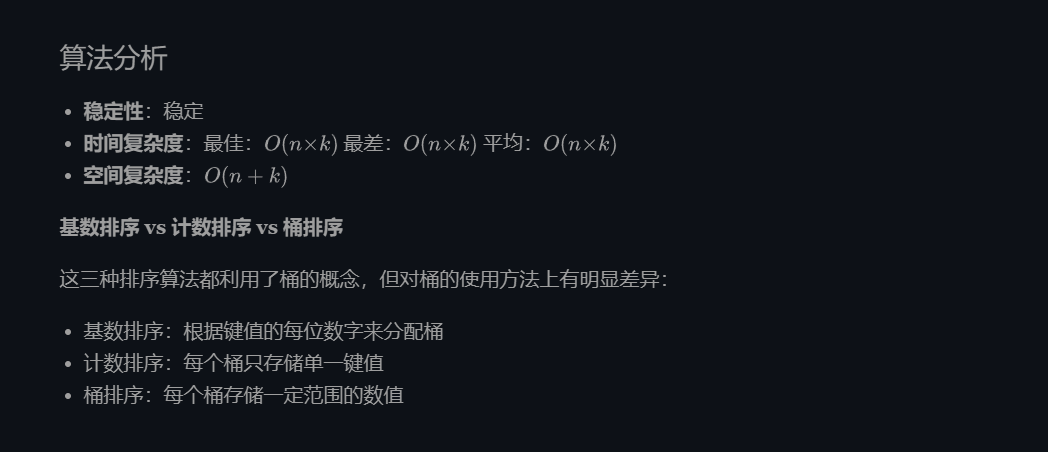 算法分析
• 稳定性：稳定
• 时间复杂度：最佳：O(n×k) 最差：O(n×k) 平均：O(n×k)
• 空间复杂度：O(n + k)
基数排序 vs 计数排序 vs 桶排序
这三种排序算法都利用了桶的概念，但对桶的使用方法上有明显差异：
• 基数排序：根据键值的每位数字来分配桶
• 计数排序：每个桶只存储单一键值
• 桶排序：每个桶存储一定范围的数值